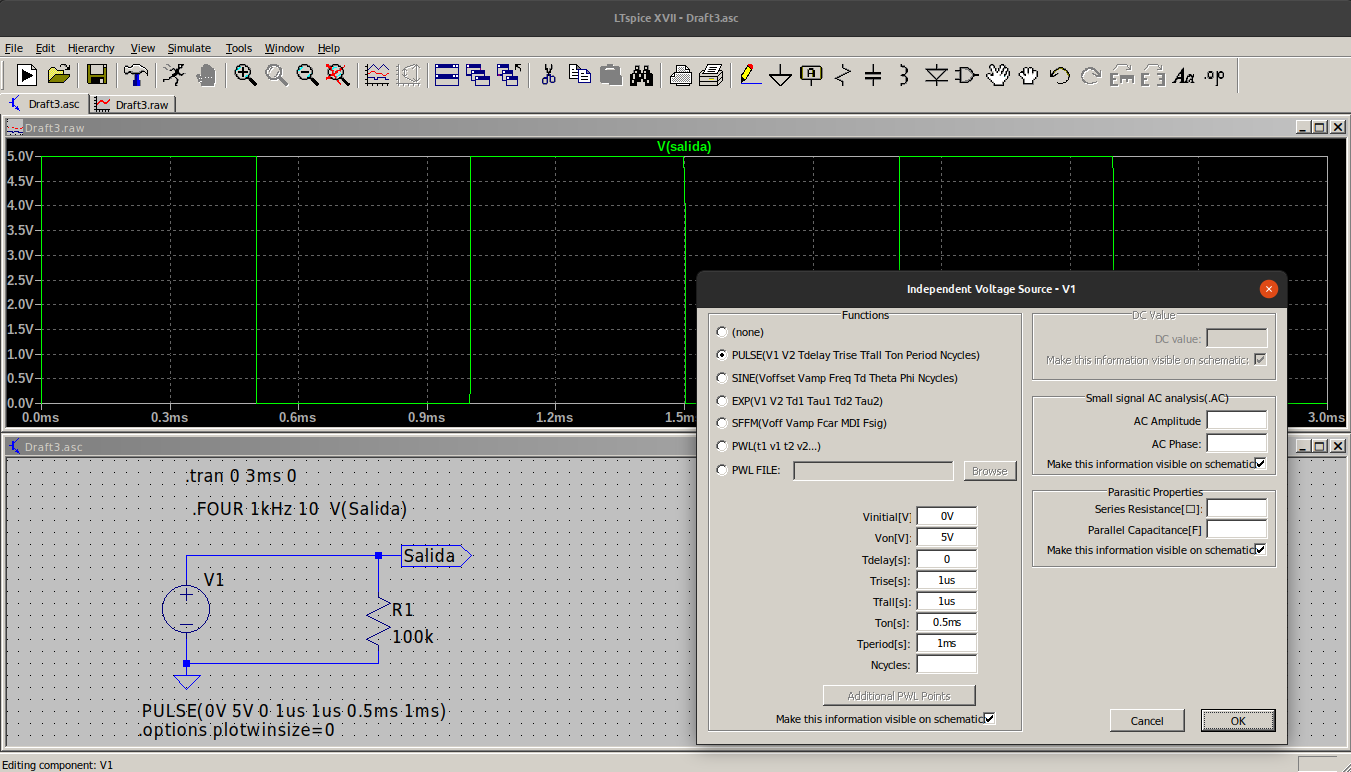 LTspice XVII - Draft3.asc
File Edit Hierarchy View Simulate Tools Window Help
A
Aa .op
Draft3.asc Draft3.raw
Draft3.raw
V(salida)
5.0V
4.5V
4.0V
3.5V
3.0V
2.5V
2.0V
1.5V
1.0V
0.5V
0.0V
0.0ms 0.3ms 0.6ms 0.9ms 1.2ms 1.5m 3.0ms
Draft3.asc
.tran 0 3ms 0
.FOUR 1kHz 10 V(Salida)
Salida
V1
R1
100k
PULSE(0V 5V 0 1us 1us 0.5ms 1ms)
.options plotwinsize=0
Independent Voltage Source - V1
Functions
(none)
PULSE(V1 V2 Tdelay Trise Tfall Ton Period Ncycles)
SINE(Voffset Vamp Freq Td Theta Phi Ncycles)
EXP(V1 V2 Td1 Tau1 Td2 Tau2)
SFFM(Voff Vamp Fcar MDI Fsig)
PWL(t1 v1 t2 v2...)
PWL FILE: Browse
Vinitial[V] 0V
Von[V]: 5V
Tdelay[s]: 0
Trise[s]: 1us
Tfall[s]: 1us
Ton[s]: 0.5ms
Tperiod[s]: 1ms
Ncycles:
Additional PWL Points
Make this information visible on schematic
DC Value
DC value:
Make this information visible on schematic:
Small signal AC analysis(.AC)
AC Amplitude
AC Phase:
Make this information visible on schematic
Parasitic Properties
Series Resistance[□]:
Parallel Capacitance[F]
Make this information visible on schematic
Cancel OK
Editing component: V1